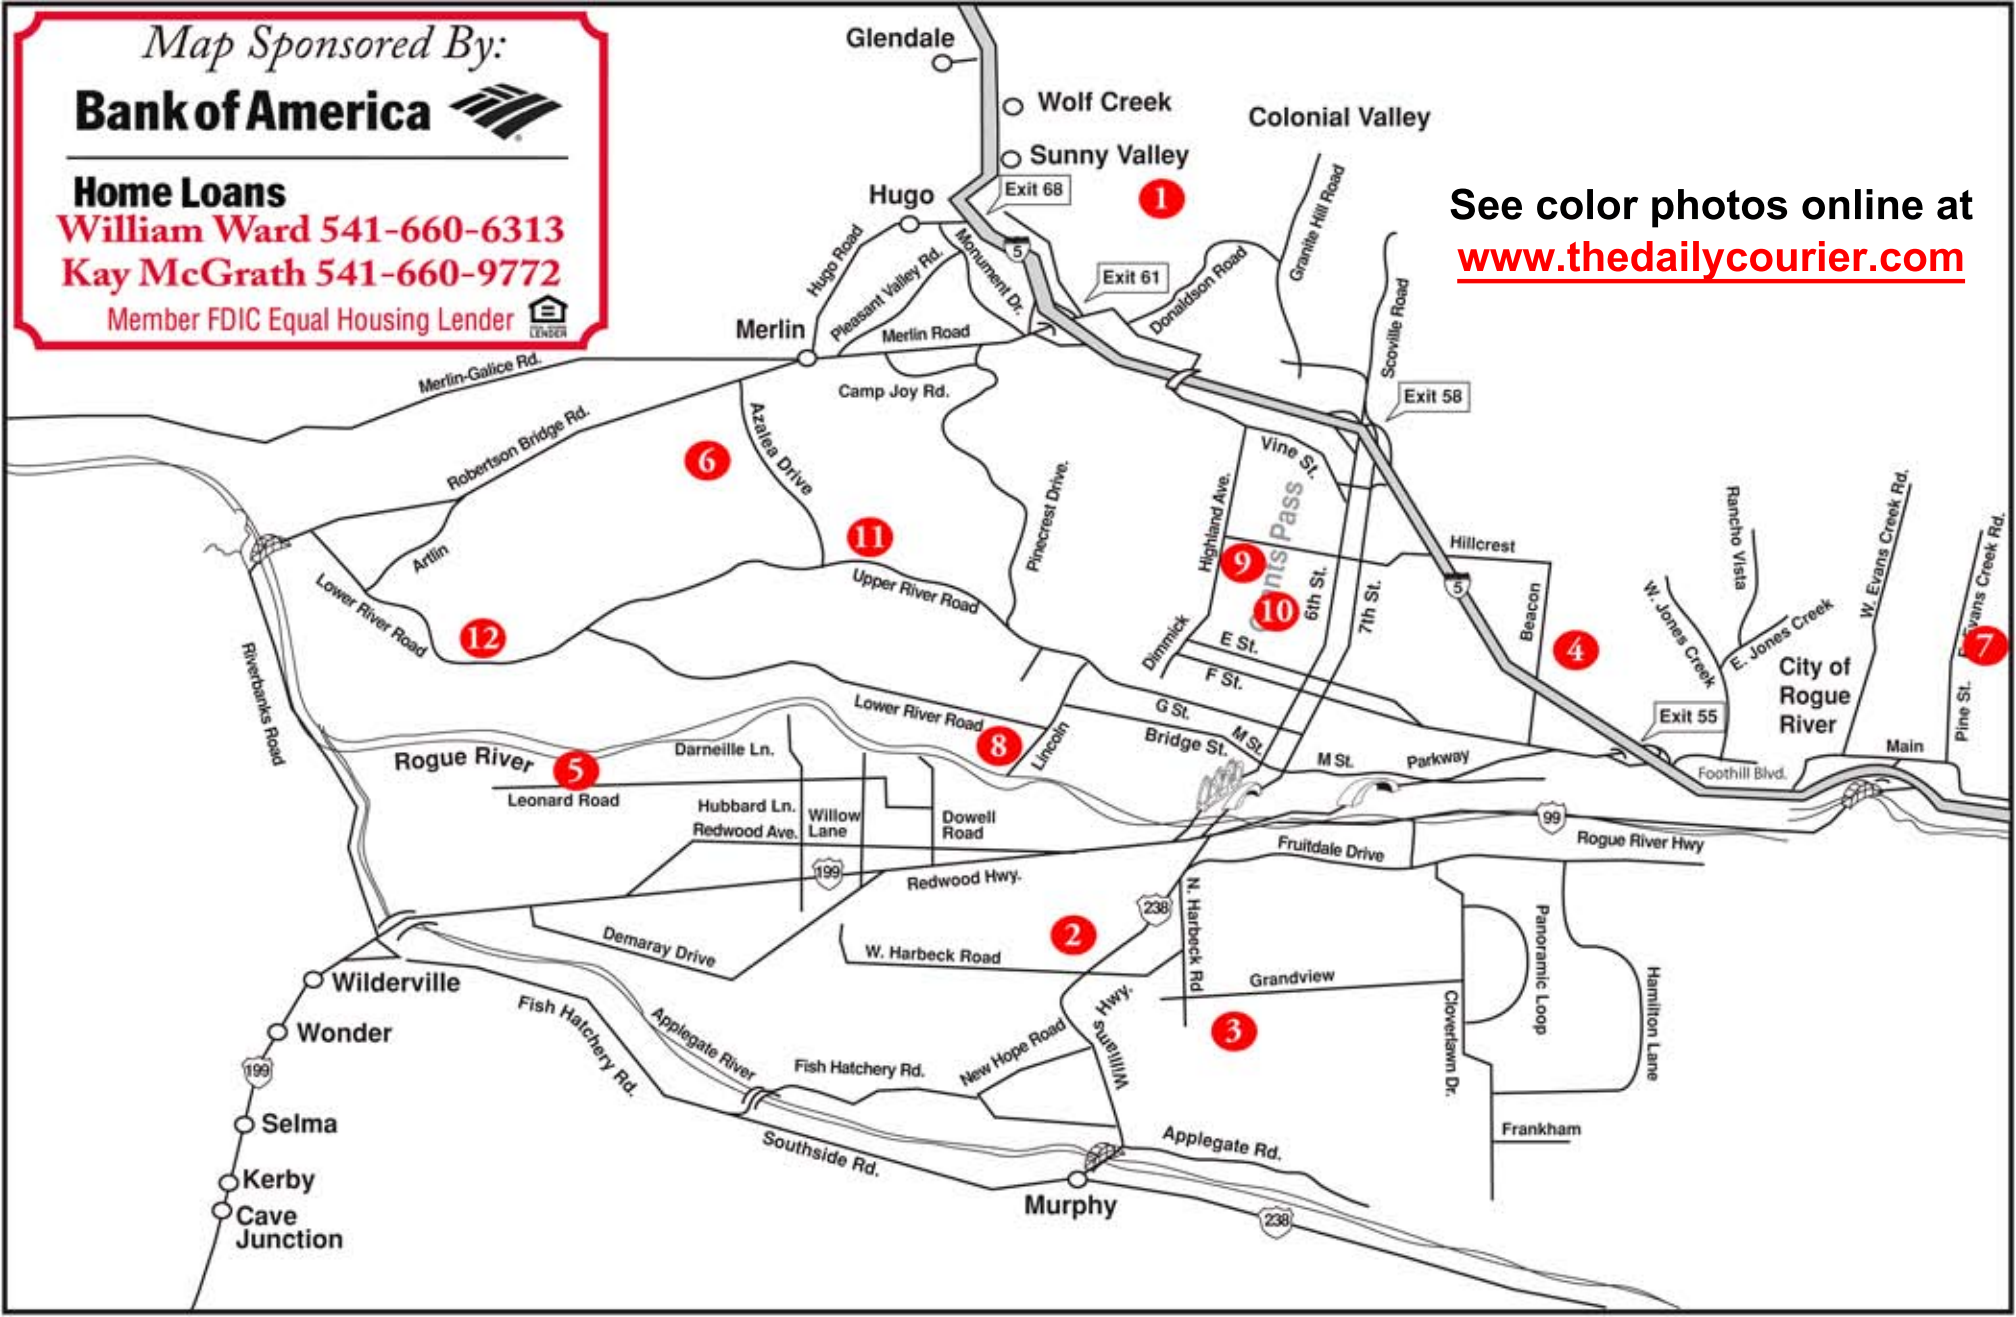 Map Sponsored By:
Bank of America
®
Home Loans
William Ward 541-660-6313
Kay McGrath 541-660-9772
Member FDIC Equal Housing Lender
LENDER
See color photos online at
www.thedailycourier.com
Glendale
Wolf Creek
Sunny Valley
Colonial Valley
1
Hugo
Exit 68
5
Exit 61
Hugo Road
Pleasant Valley Rd.
Monument Dr.
Donaldson Road
Granite Hill Road
Scoville Road
Merlin
Merlin Road
Merlin-Galice Rd.
Camp Joy Rd.
Exit 58
Robertson Bridge Rd.
Azalea Drive
6
Vine St.
Highland Ave.
Pinecrest Drive.
11
9
10
nts Pass
6th St.
7th St.
Hillcrest
5
Beacon
4
Rancho Vista
W. Jones Creek
E. Jones Creek
W. Evans Creek Rd.
Evans Creek Rd.
7
City of
Rogue
River
Pine St.
Exit 55
Artlin
Lower River Road
12
Upper River Road
Dimmick
E St.
F St.
G St.
Bridge St.
M St.
M St.
Parkway
Foothill Blvd.
Main
Riverbanks Road
Rogue River
5
Darneille Ln.
Lower River Road
8
Lincoln
Leonard Road
Hubbard Ln.
Redwood Ave.
Willow
Lane
Dowell
Road
99
Rogue River Hwy
Fruitdale Drive
199
Redwood Hwy.
238
N. Harbeck Rd
2
W. Harbeck Road
Demaray Drive
Grandview
3
Panoramic Loop
Cloverlawn Dr.
Hamilton Lane
Wilderville
Wonder
199
Selma
Kerby
Cave
Junction
Fish Hatchery Rd.
Applegate River
Fish Hatchery Rd.
New Hope Road
Williams Hwy.
Southside Rd.
Murphy
Applegate Rd.
238
Frankham